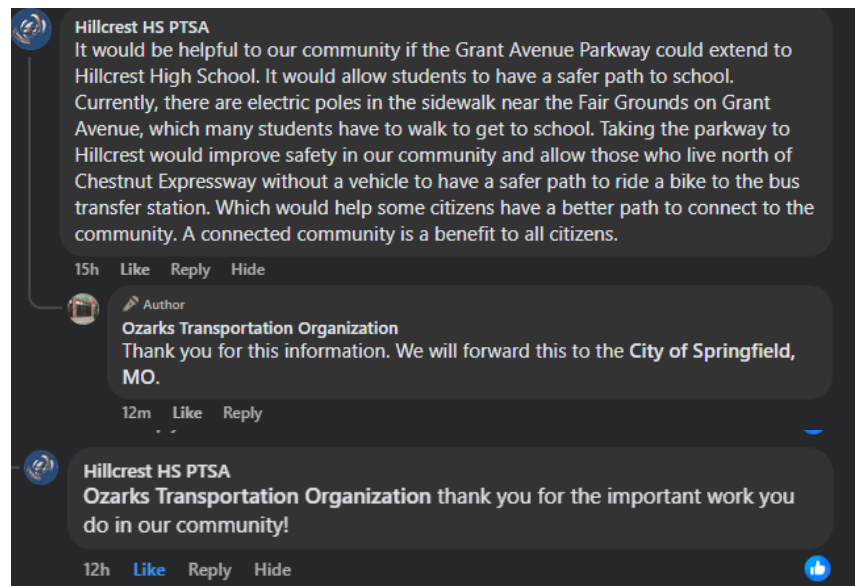 Hillcrest HS PTSA
It would be helpful to our community if the Grant Avenue Parkway could extend to
Hillcrest High School. It would allow students to have a safer path to school.
Currently, there are electric poles in the sidewalk near the Fair Grounds on Grant
Avenue, which many students have to walk to get to school. Taking the parkway to
Hillcrest would improve safety in our community and allow those who live north of
Chestnut Expressway without a vehicle to have a safer path to ride a bike to the bus
transfer station. Which would help some citizens have a better path to connect to the
community. A connected community is a benefit to all citizens.
15h Like Reply Hide
Author
Ozarks Transportation Organization
Thank you for this information. We will forward this to the City of Springfield,
MO.
12m Like Reply
Hillcrest HS PTSA
Ozarks Transportation Organization thank you for the important work you
do in our community!
12h Like Reply Hide